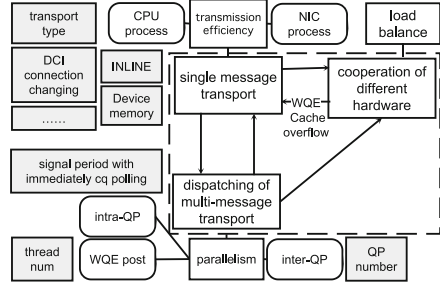 transport
type
CPU
process
transmission
efficiency
NIC
process
load
balance
DCI
connection
changing
INLINE
single message
transport
cooperation of
different
hardware
Device
memory
WQE
Cache
overflow
......
signal period with
immediately cq polling
dispatching of
multi-message
transport
intra-QP
thread
num
WQE post
parallelism
inter-QP
QP
number